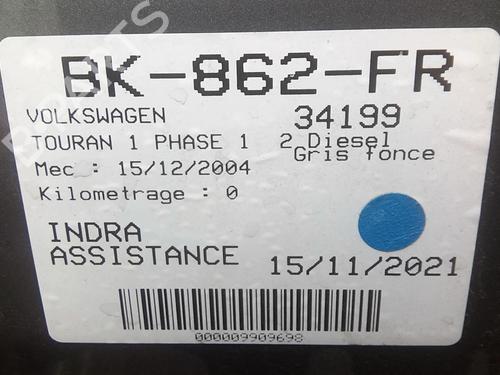 BK-862-FR
VOLKSWAGEN 34199
TOURAN 1 PHASE 1 2 Diesel
Gris fonce
Mec : 15/12/2004
Kilometrage : 0
INDRA
ASSISTANCE 15/11/2021
000009909698